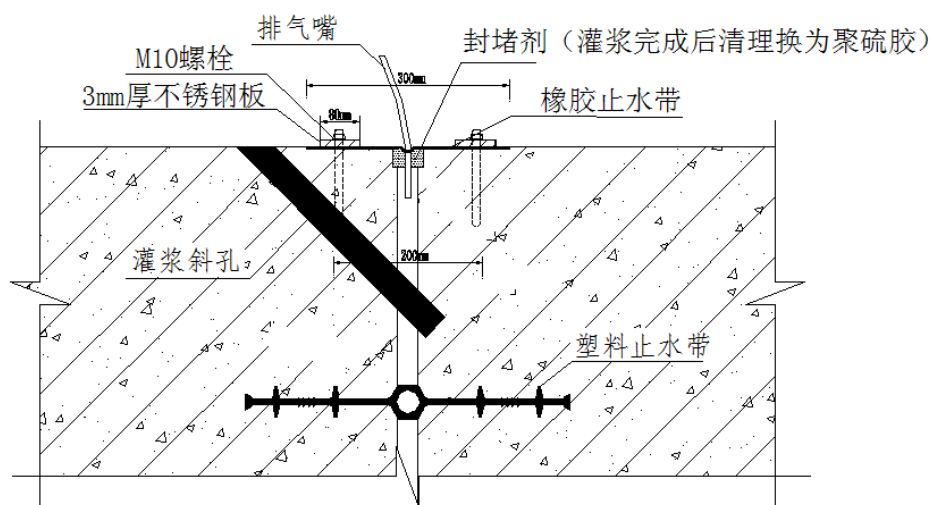 排气嘴
封堵剂（灌浆完成后清理换为聚硫胶）
M10螺栓
300mm
3mm厚不锈钢板
橡胶止水带
80mm
灌浆斜孔
200mm
塑料止水带